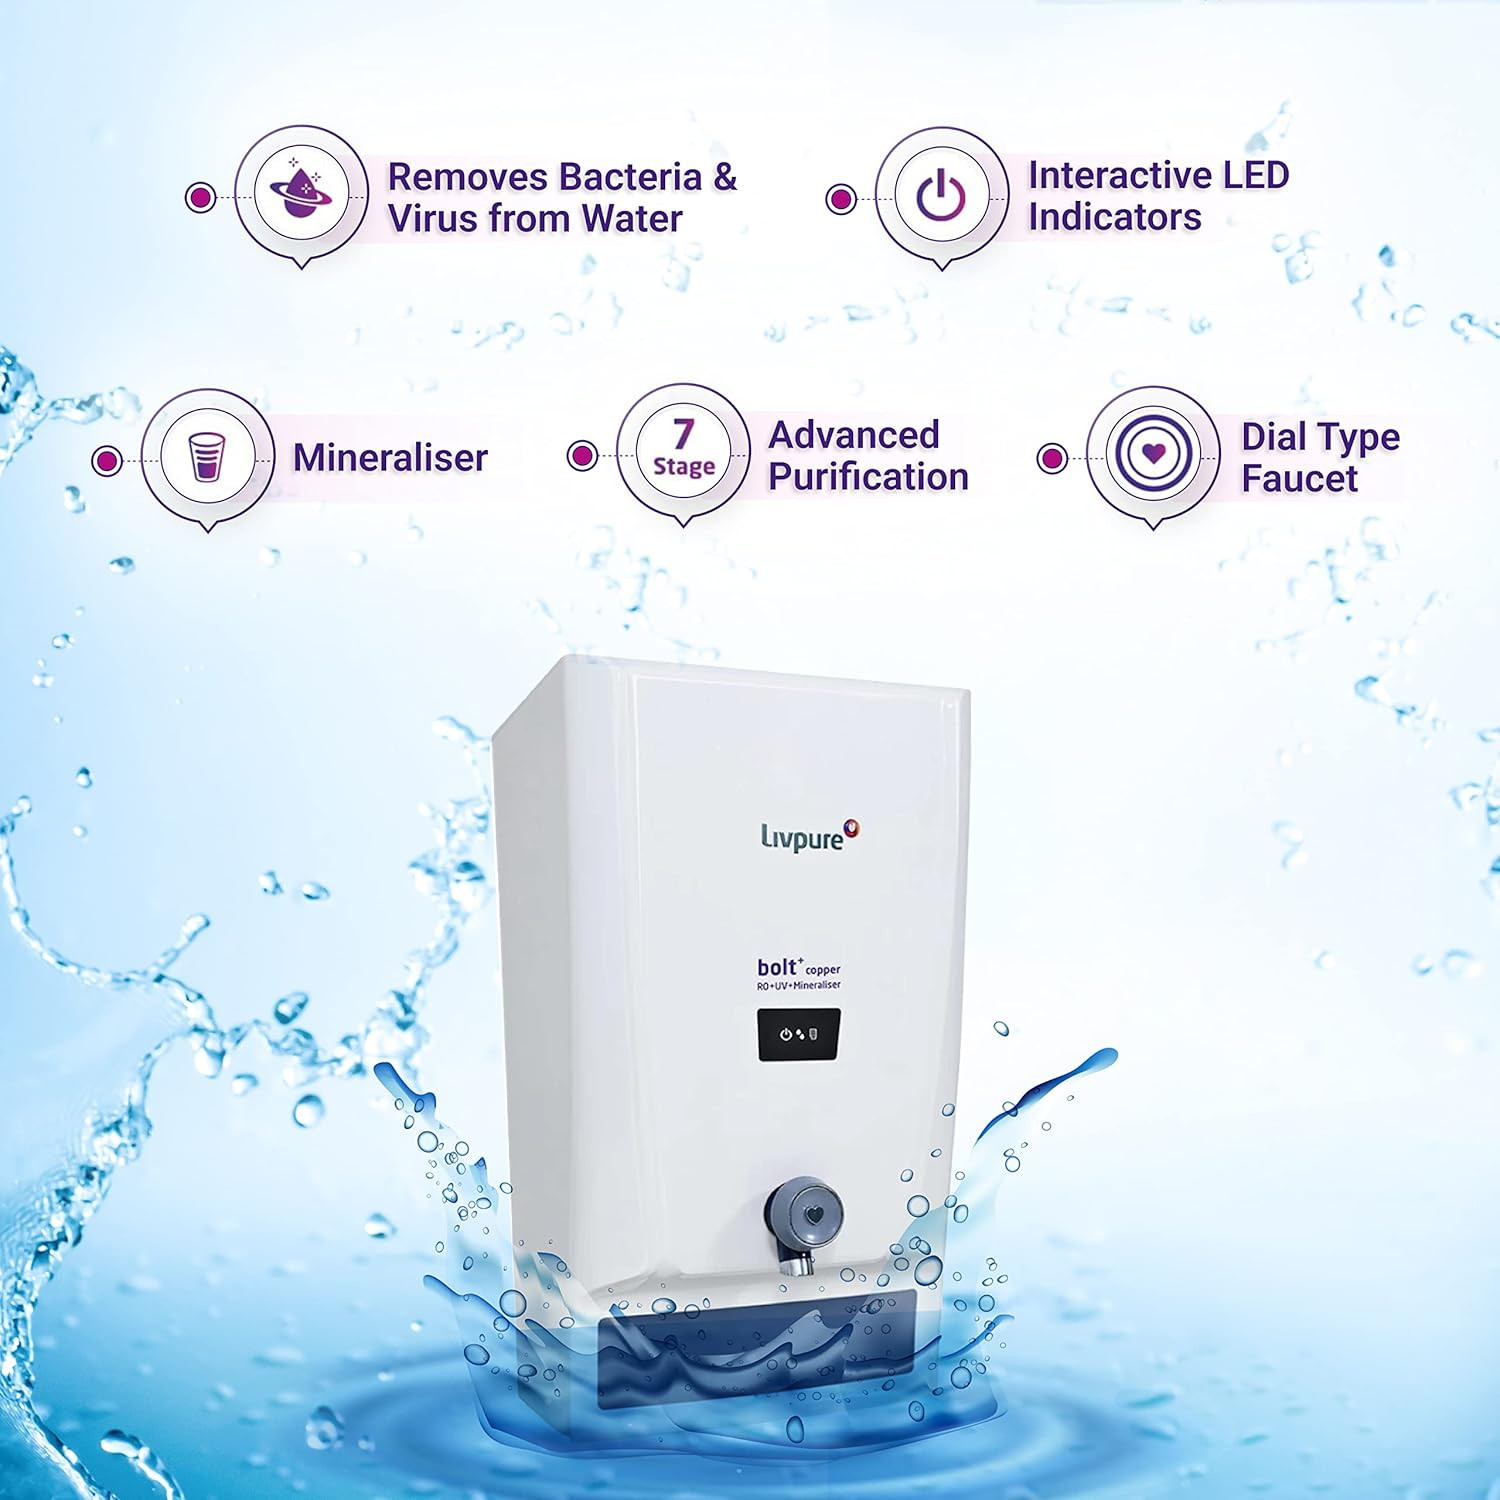 Removes Bacteria &
Virus from Water
Interactive LED
Indicators
Mineraliser
7
Stage
Advanced
Purification
Dial Type
Faucet
Livpure
bolt+ copper
RO+UV+Mineraliser